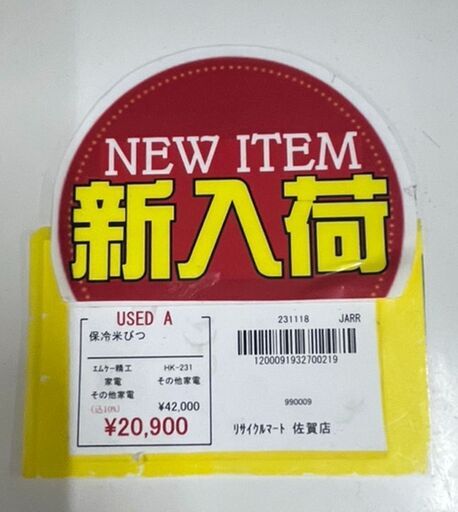 NEW ITEM
新入荷
USED A
保冷米びつ
エムケー精工 HK-231
家電 その他家電
その他家電
(込10%) ¥42,000
¥20,900
231118 JARR
1200091932700219
990009
リサイクルマート 佐賀店